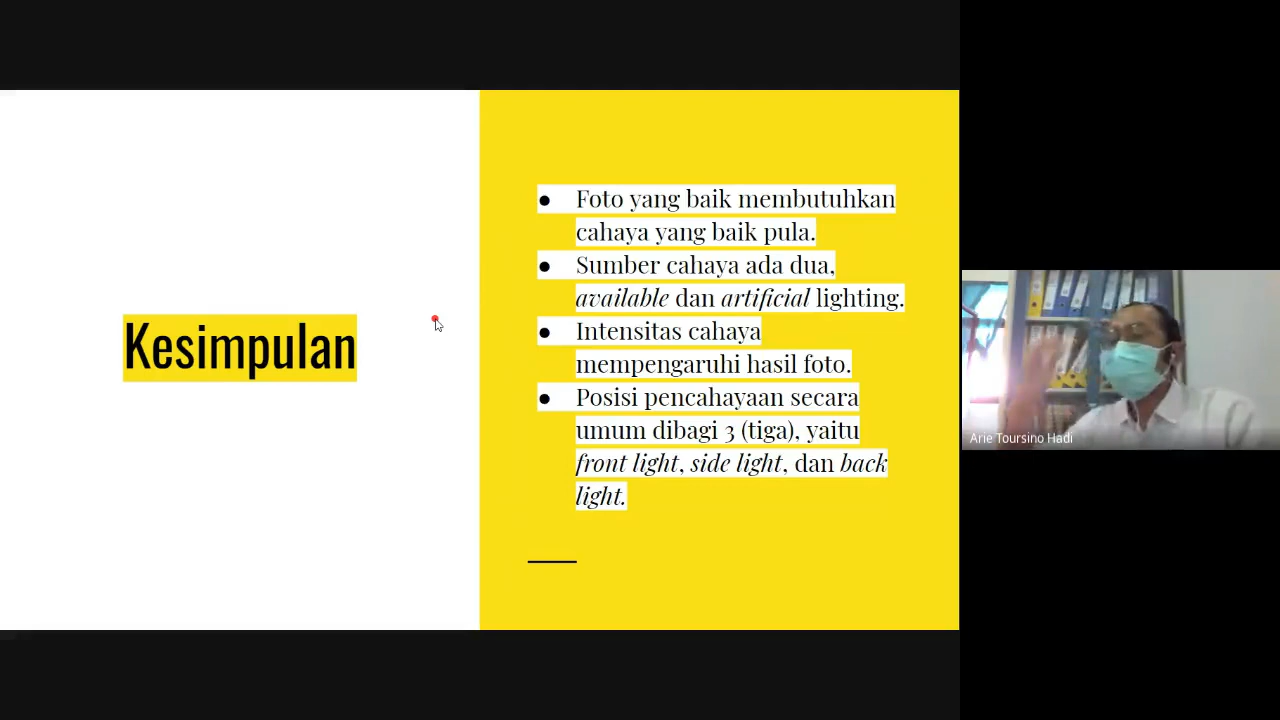 Kesimpulan
● Foto yang baik membutuhkan
cahaya yang baik pula.
● Sumber cahaya ada dua,
available dan artificial lighting.
● Intensitas cahaya
mempengaruhi hasil foto.
● Posisi pencahayaan secara
umum dibagi 3 (tiga), yaitu
front light, side light, dan back
light.
Arie Toursino Hadi